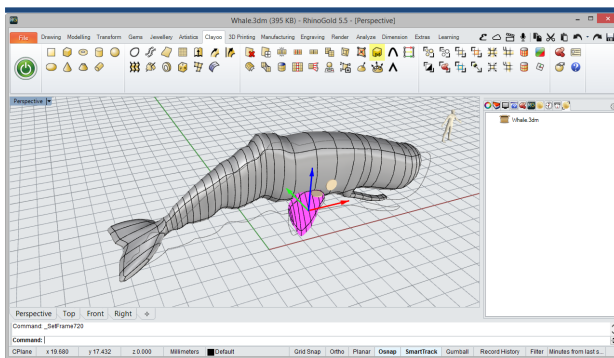 Whale.3dm (395 KB) - RhinoGold 5.5 - [Perspective]
File Drawing Modelling Transform Gems Jewellery Artistics Clayoo 3D Printing Manufacturing Engraving Render Analyze Dimension Extras Learning
Perspective
Whale.3dm
Perspective Top Front Right
Command: _SetFrame720
Command:
CPlane x 19.680 y 17.432 z 0.000 Millimeters Default Grid Snap Ortho Planar Osnap SmartTrack Gumball Record History Filter Minutes from last s...